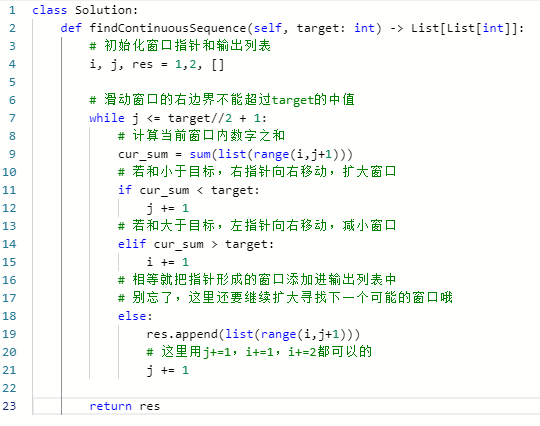 1 class Solution:
2     def findContinuousSequence(self, target: int) -> List[List[int]]:
3         # 初始化窗口指针和输出列表
4         i, j, res = 1,2, []
5
6         # 滑动窗口的右边界不能超过target的中值
7         while j <= target//2 + 1:
8             # 计算当前窗口内数字之和
9             cur_sum = sum(list(range(i,j+1)))
10             # 若和小于目标，右指针向右移动，扩大窗口
11             if cur_sum < target:
12                 j += 1
13             # 若和大于目标，左指针向右移动，减小窗口
14             elif cur_sum > target:
15                 i += 1
16             # 相等就把指针形成的窗口添加进输出列表中
17             # 别忘了，这里还要继续扩大寻找下一个可能的窗口哦
18             else:
19                 res.append(list(range(i,j+1)))
20                 # 这里用j+=1，i+=1，i+=2都可以的
21                 j += 1
22
23         return res